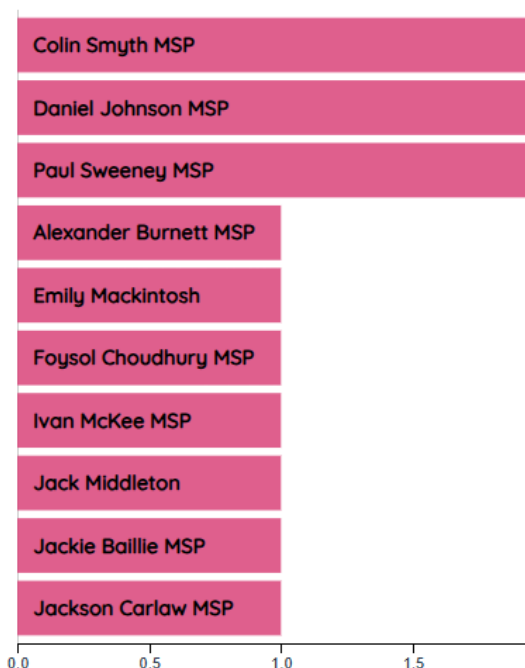 Colin Smyth MSP
Daniel Johnson MSP
Paul Sweeney MSP
Alexander Burnett MSP
Emily Mackintosh
Foysol Choudhury MSP
Ivan McKee MSP
Jack Middleton
Jackie Baillie MSP
Jackson Carlaw MSP
0.0 0.5 1.0 1.5